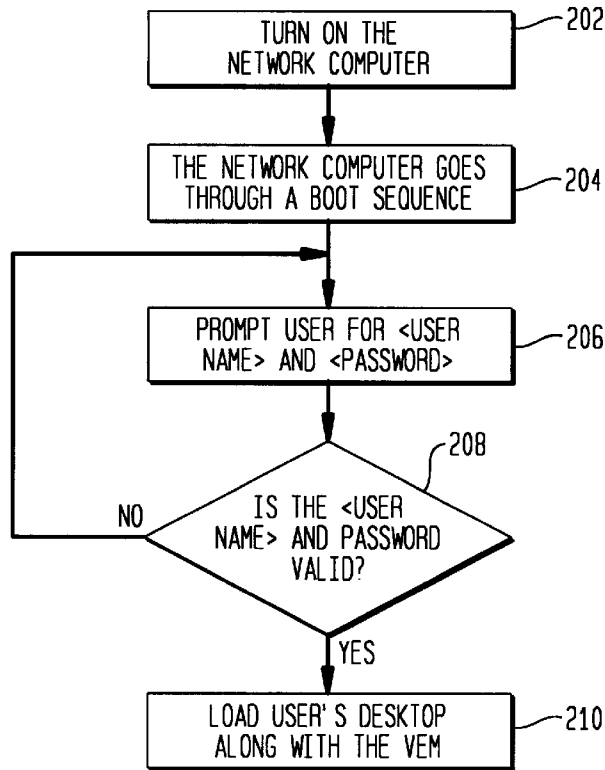 TURN ON THE
NETWORK COMPUTER
202
THE NETWORK COMPUTER GOES
THROUGH A BOOT SEQUENCE
204
PROMPT USER FOR <USER
NAME> AND <PASSWORD>
206
208
IS THE <USER
NAME> AND PASSWORD
VALID?
NO
YES
LOAD USER'S DESKTOP
ALONG WITH THE VEM
210